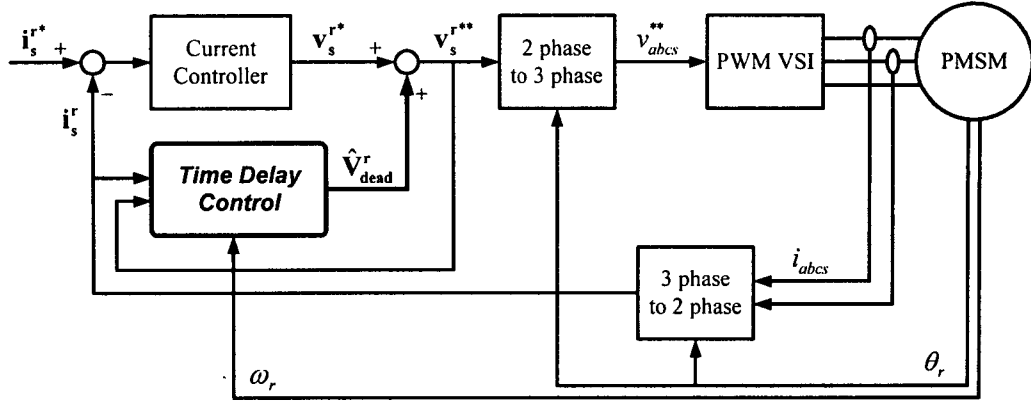 i_s^{r*} +
Current
Controller
v_s^{r*}
+
v_s^{r**}
2 phase
to 3 phase
v_{abcs}^{**}
PWM VSI
PMSM
−
+
i_s^r
Time Delay
Control
V̂_{dead}^r
3 phase
to 2 phase
i_{abcs}
ω_r
θ_r